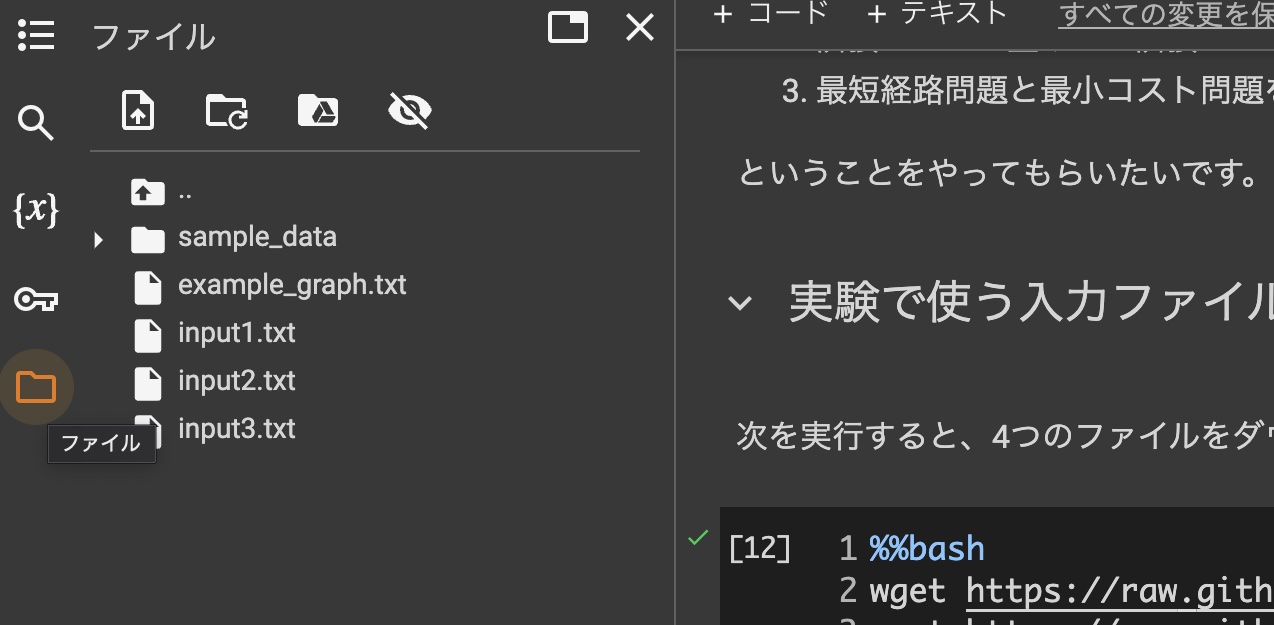 ファイル
..
sample_data
example_graph.txt
input1.txt
input2.txt
input3.txt
{x}
ファイル
+ コード + テキスト すべての変更を保
3. 最短経路問題と最小コスト問題を
ということをやってもらいたいです。
実験で使う入力ファイル
次を実行すると、4つのファイルをダウ
[12]
1 %%bash
2 wget https://raw.gith